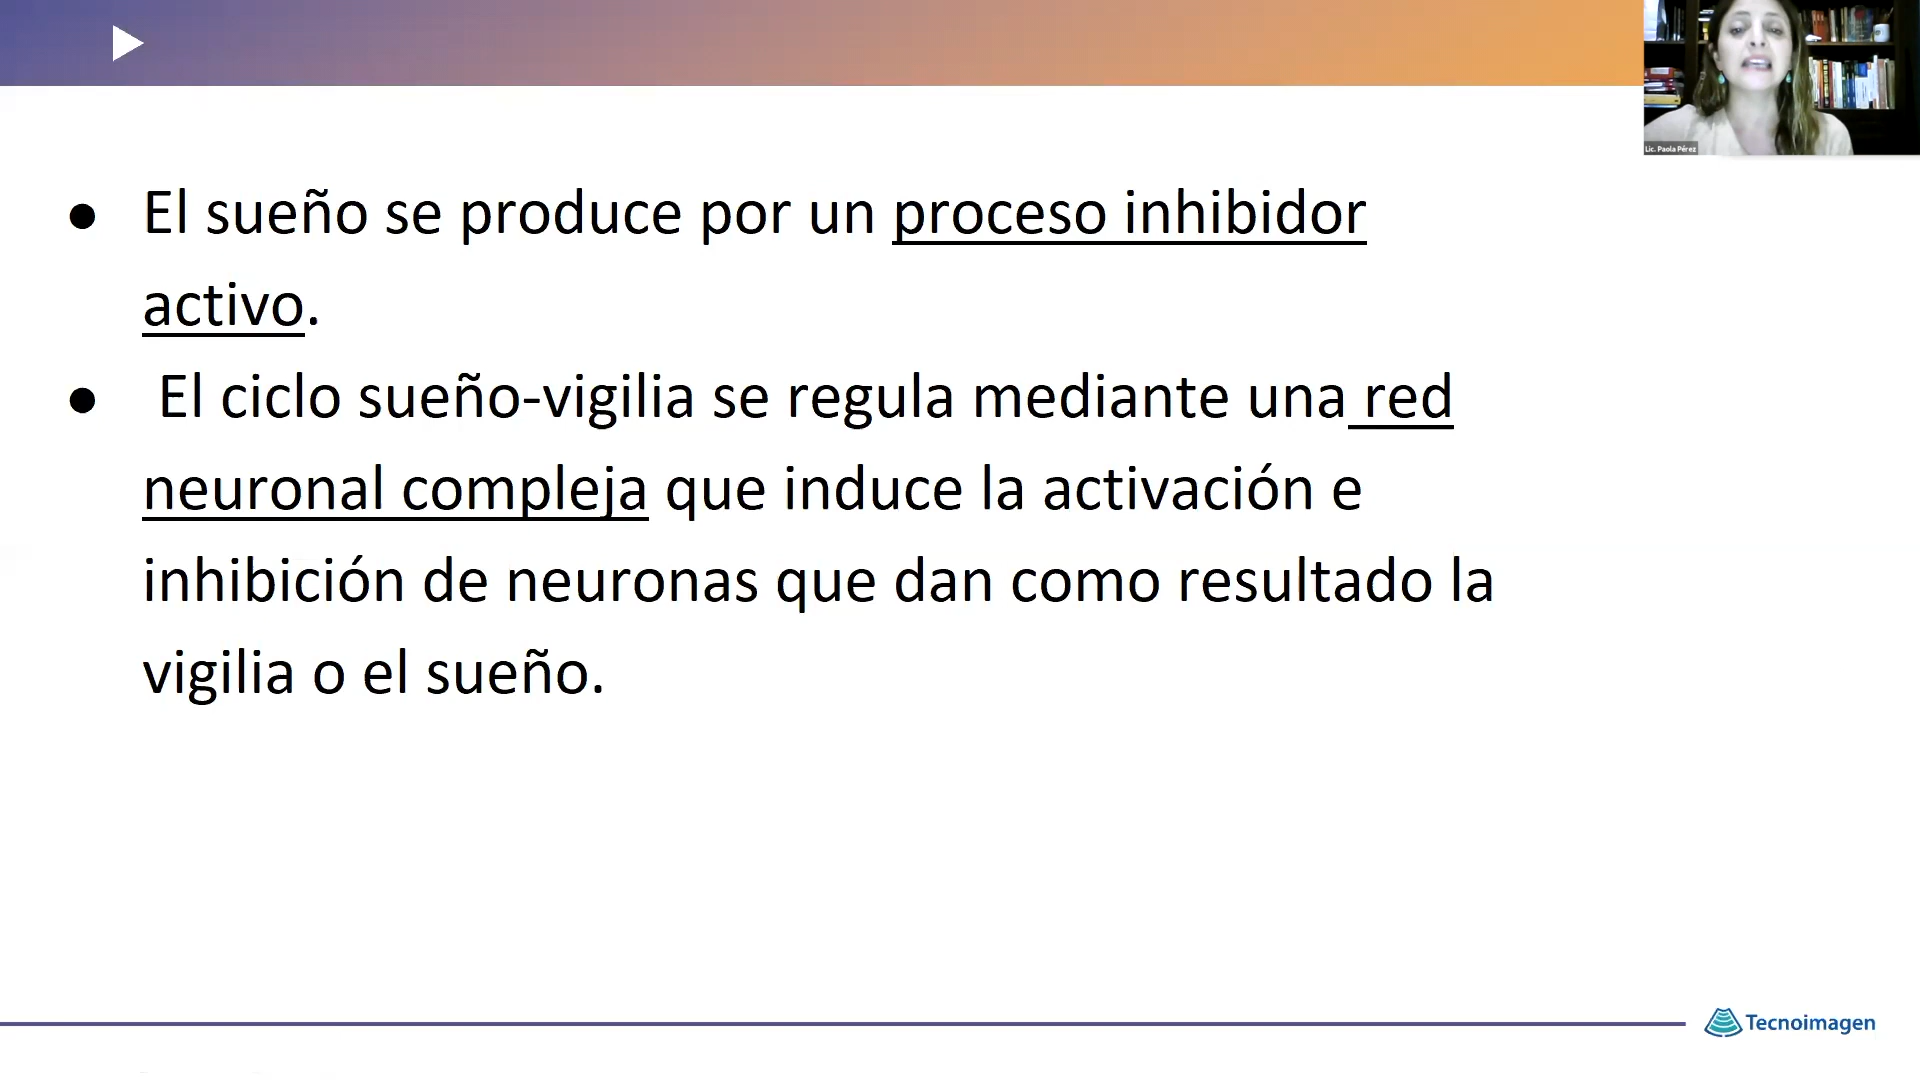 Lic. Paola Pérez
● El sueño se produce por un proceso inhibidor
activo.
● El ciclo sueño-vigilia se regula mediante una red
neuronal compleja que induce la activación e
inhibición de neuronas que dan como resultado la
vigilia o el sueño.
Tecnoimagen